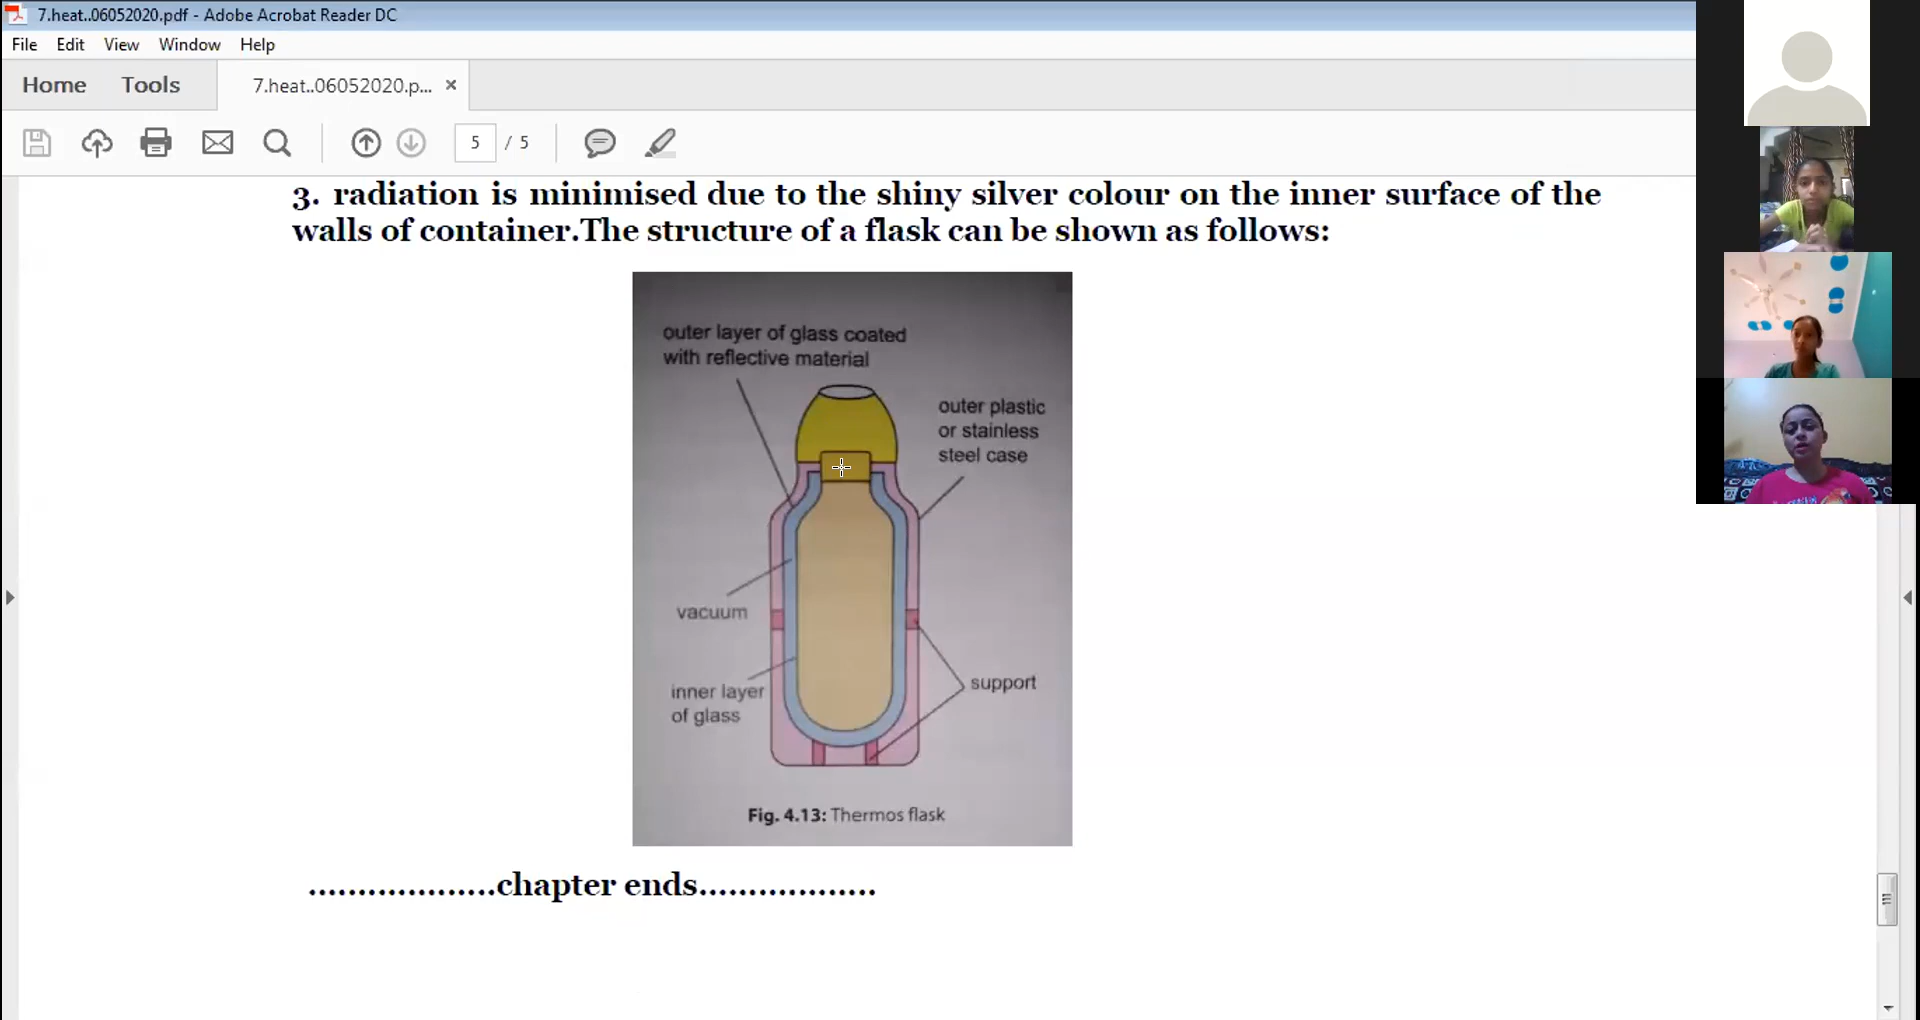 7.heat..06052020.pdf - Adobe Acrobat Reader DC
File Edit View Window Help
Home Tools 7.heat..06052020.p... ×
5 / 5
3. radiation is minimised due to the shiny silver colour on the inner surface of the
walls of container.The structure of a flask can be shown as follows:
outer layer of glass coated
with reflective material
outer plastic
or stainless
steel case
vacuum
inner layer
of glass
support
Fig. 4.13: Thermos flask
...................chapter ends..................